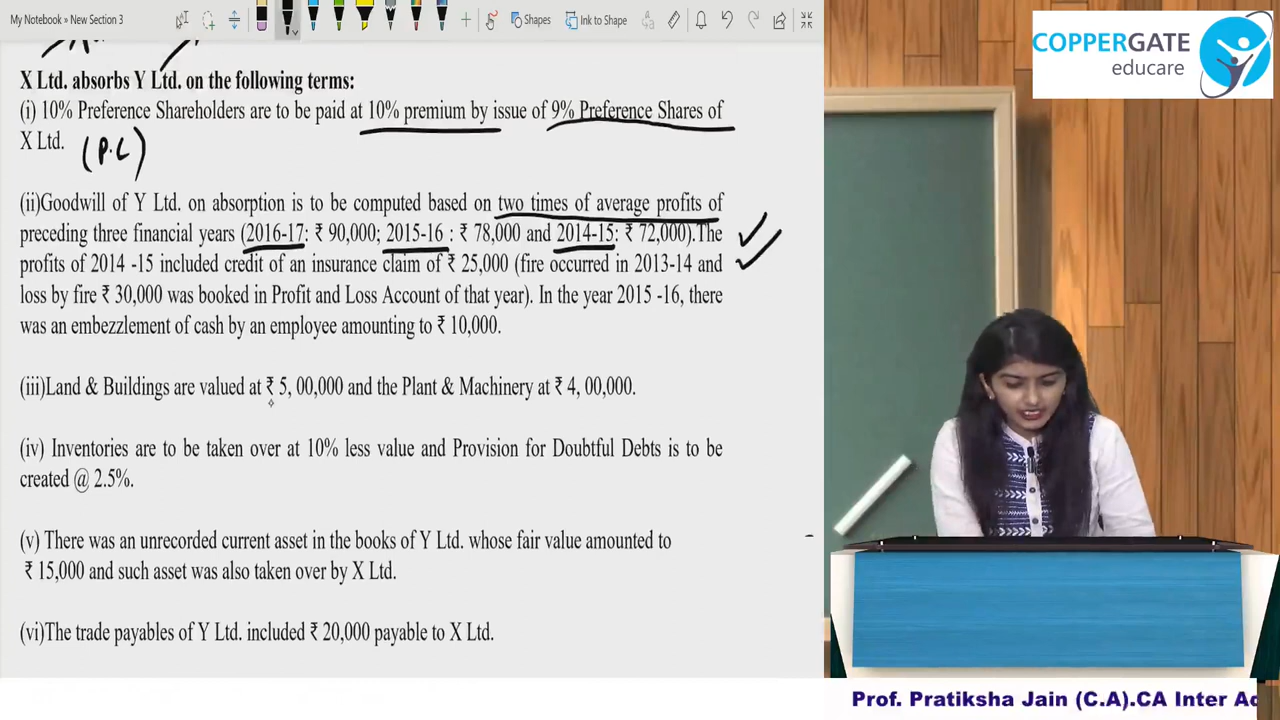 My Notebook » New Section 3
Shapes
Ink to Shape
COPPERGATE
educare
X Ltd. absorbs Y Ltd. on the following terms:
(i) 10% Preference Shareholders are to be paid at 10% premium by issue of 9% Preference Shares of
X Ltd. (P.C)
(ii)Goodwill of Y Ltd. on absorption is to be computed based on two times of average profits of
preceding three financial years (2016-17: ₹ 90,000; 2015-16 : ₹ 78,000 and 2014-15: ₹ 72,000).The
profits of 2014 -15 included credit of an insurance claim of ₹ 25,000 (fire occurred in 2013-14 and
loss by fire ₹ 30,000 was booked in Profit and Loss Account of that year). In the year 2015 -16, there
was an embezzlement of cash by an employee amounting to ₹ 10,000.
(iii)Land & Buildings are valued at ₹ 5, 00,000 and the Plant & Machinery at ₹ 4, 00,000.
(iv) Inventories are to be taken over at 10% less value and Provision for Doubtful Debts is to be
created @ 2.5%.
(v) There was an unrecorded current asset in the books of Y Ltd. whose fair value amounted to
₹ 15,000 and such asset was also taken over by X Ltd.
(vi)The trade payables of Y Ltd. included ₹ 20,000 payable to X Ltd.
Prof. Pratiksha Jain (C.A).CA Inter